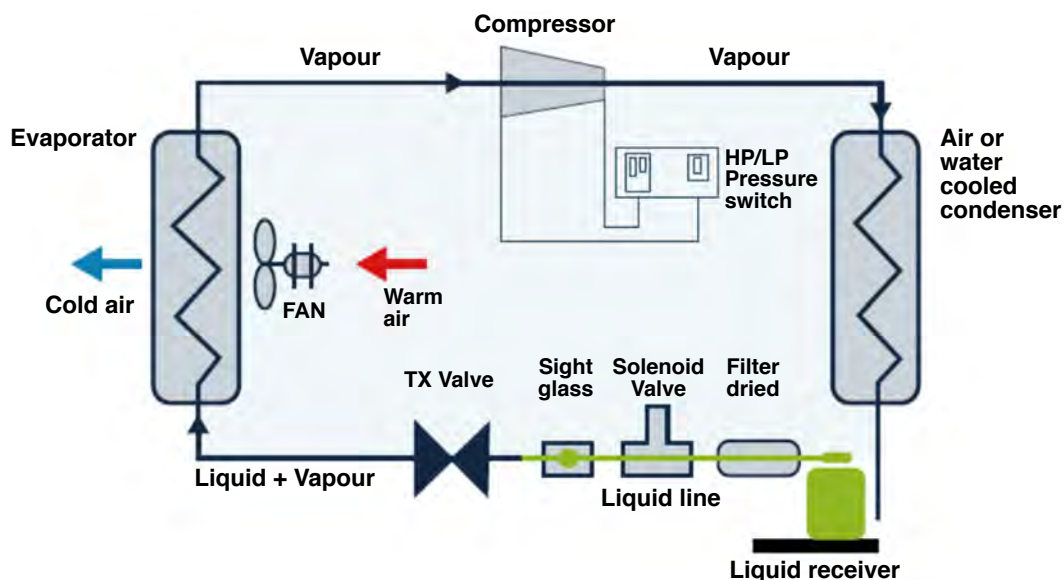 Compressor
Vapour
Vapour
Evaporator
Air or
water
cooled
condenser
HP/LP
Pressure
switch
Cold air
FAN
Warm
air
TX Valve
Sight
glass
Solenoid
Valve
Filter
dried
Liquid + Vapour
Liquid line
Liquid receiver